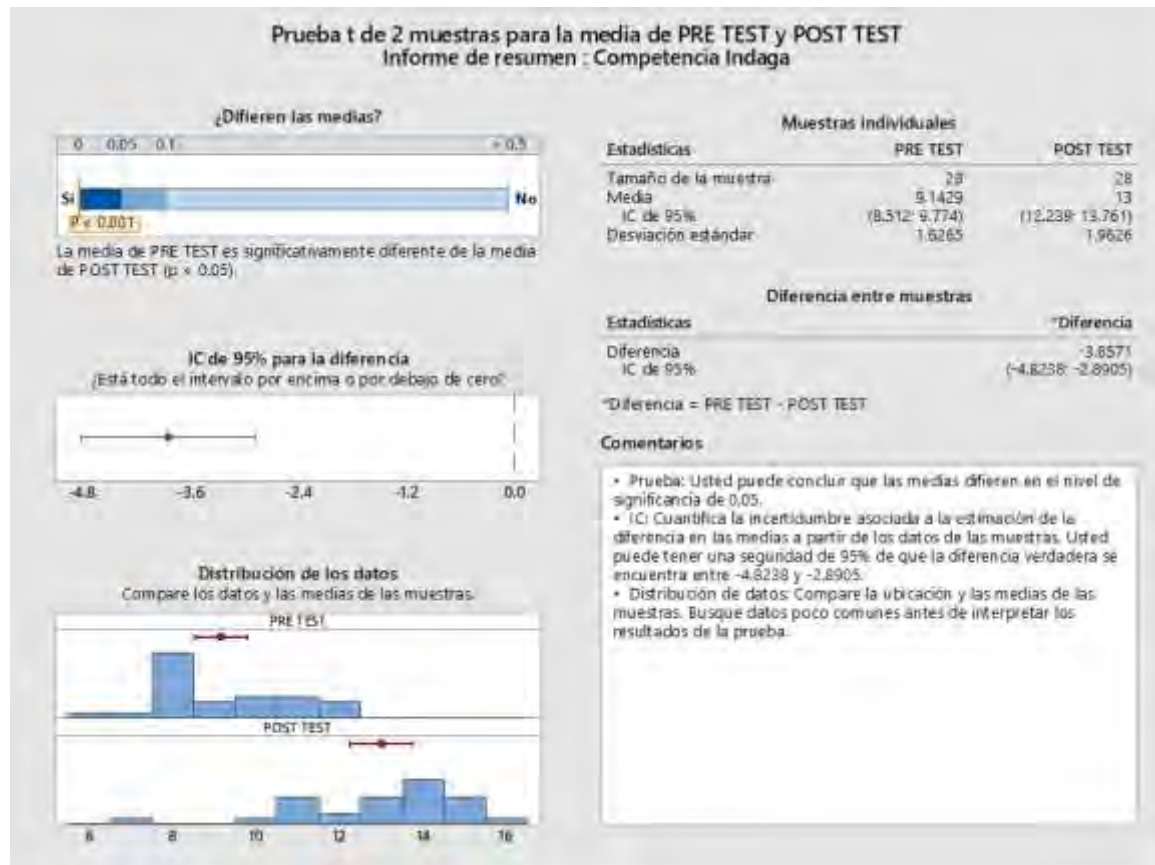 Prueba t de 2 muestras para la media de PRE TEST y POST TEST
Informe de resumen : Competencia Indaga
¿Difieren las medias?
0 0.05 0.1 > 0.5
Sí No
P < 0.001
La media de PRE TEST es significativamente diferente de la media
de POST TEST (p < 0.05).
IC de 95% para la diferencia
¿Está todo el intervalo por encima o por debajo de cero?
-4.8 -3.6 -2.4 -1.2 0.0
Distribución de los datos
Compare los datos y las medias de las muestras.
PRE TEST
POST TEST
6 8 10 12 14 16
Muestras individuales
Estadísticas PRE TEST POST TEST
Tamaño de la muestra 28 28
Media 9.1429 13
IC de 95% (8.512; 9.774) (12.239; 13.761)
Desviación estándar 1.6265 1.9626
Diferencia entre muestras
Estadísticas *Diferencia
Diferencia -3.8571
IC de 95% (-4.8238; -2.8905)
*Diferencia = PRE TEST - POST TEST
Comentarios
• Prueba: Usted puede concluir que las medias difieren en el nivel de
significancia de 0.05.
• IC: Cuantifica la incertidumbre asociada a la estimación de la
diferencia en las medias a partir de los datos de las muestras. Usted
puede tener una seguridad de 95% de que la diferencia verdadera se
encuentra entre -4.8238 y -2.8905.
• Distribución de datos: Compare la ubicación y las medias de las
muestras. Busque datos poco comunes antes de interpretar los
resultados de la prueba.